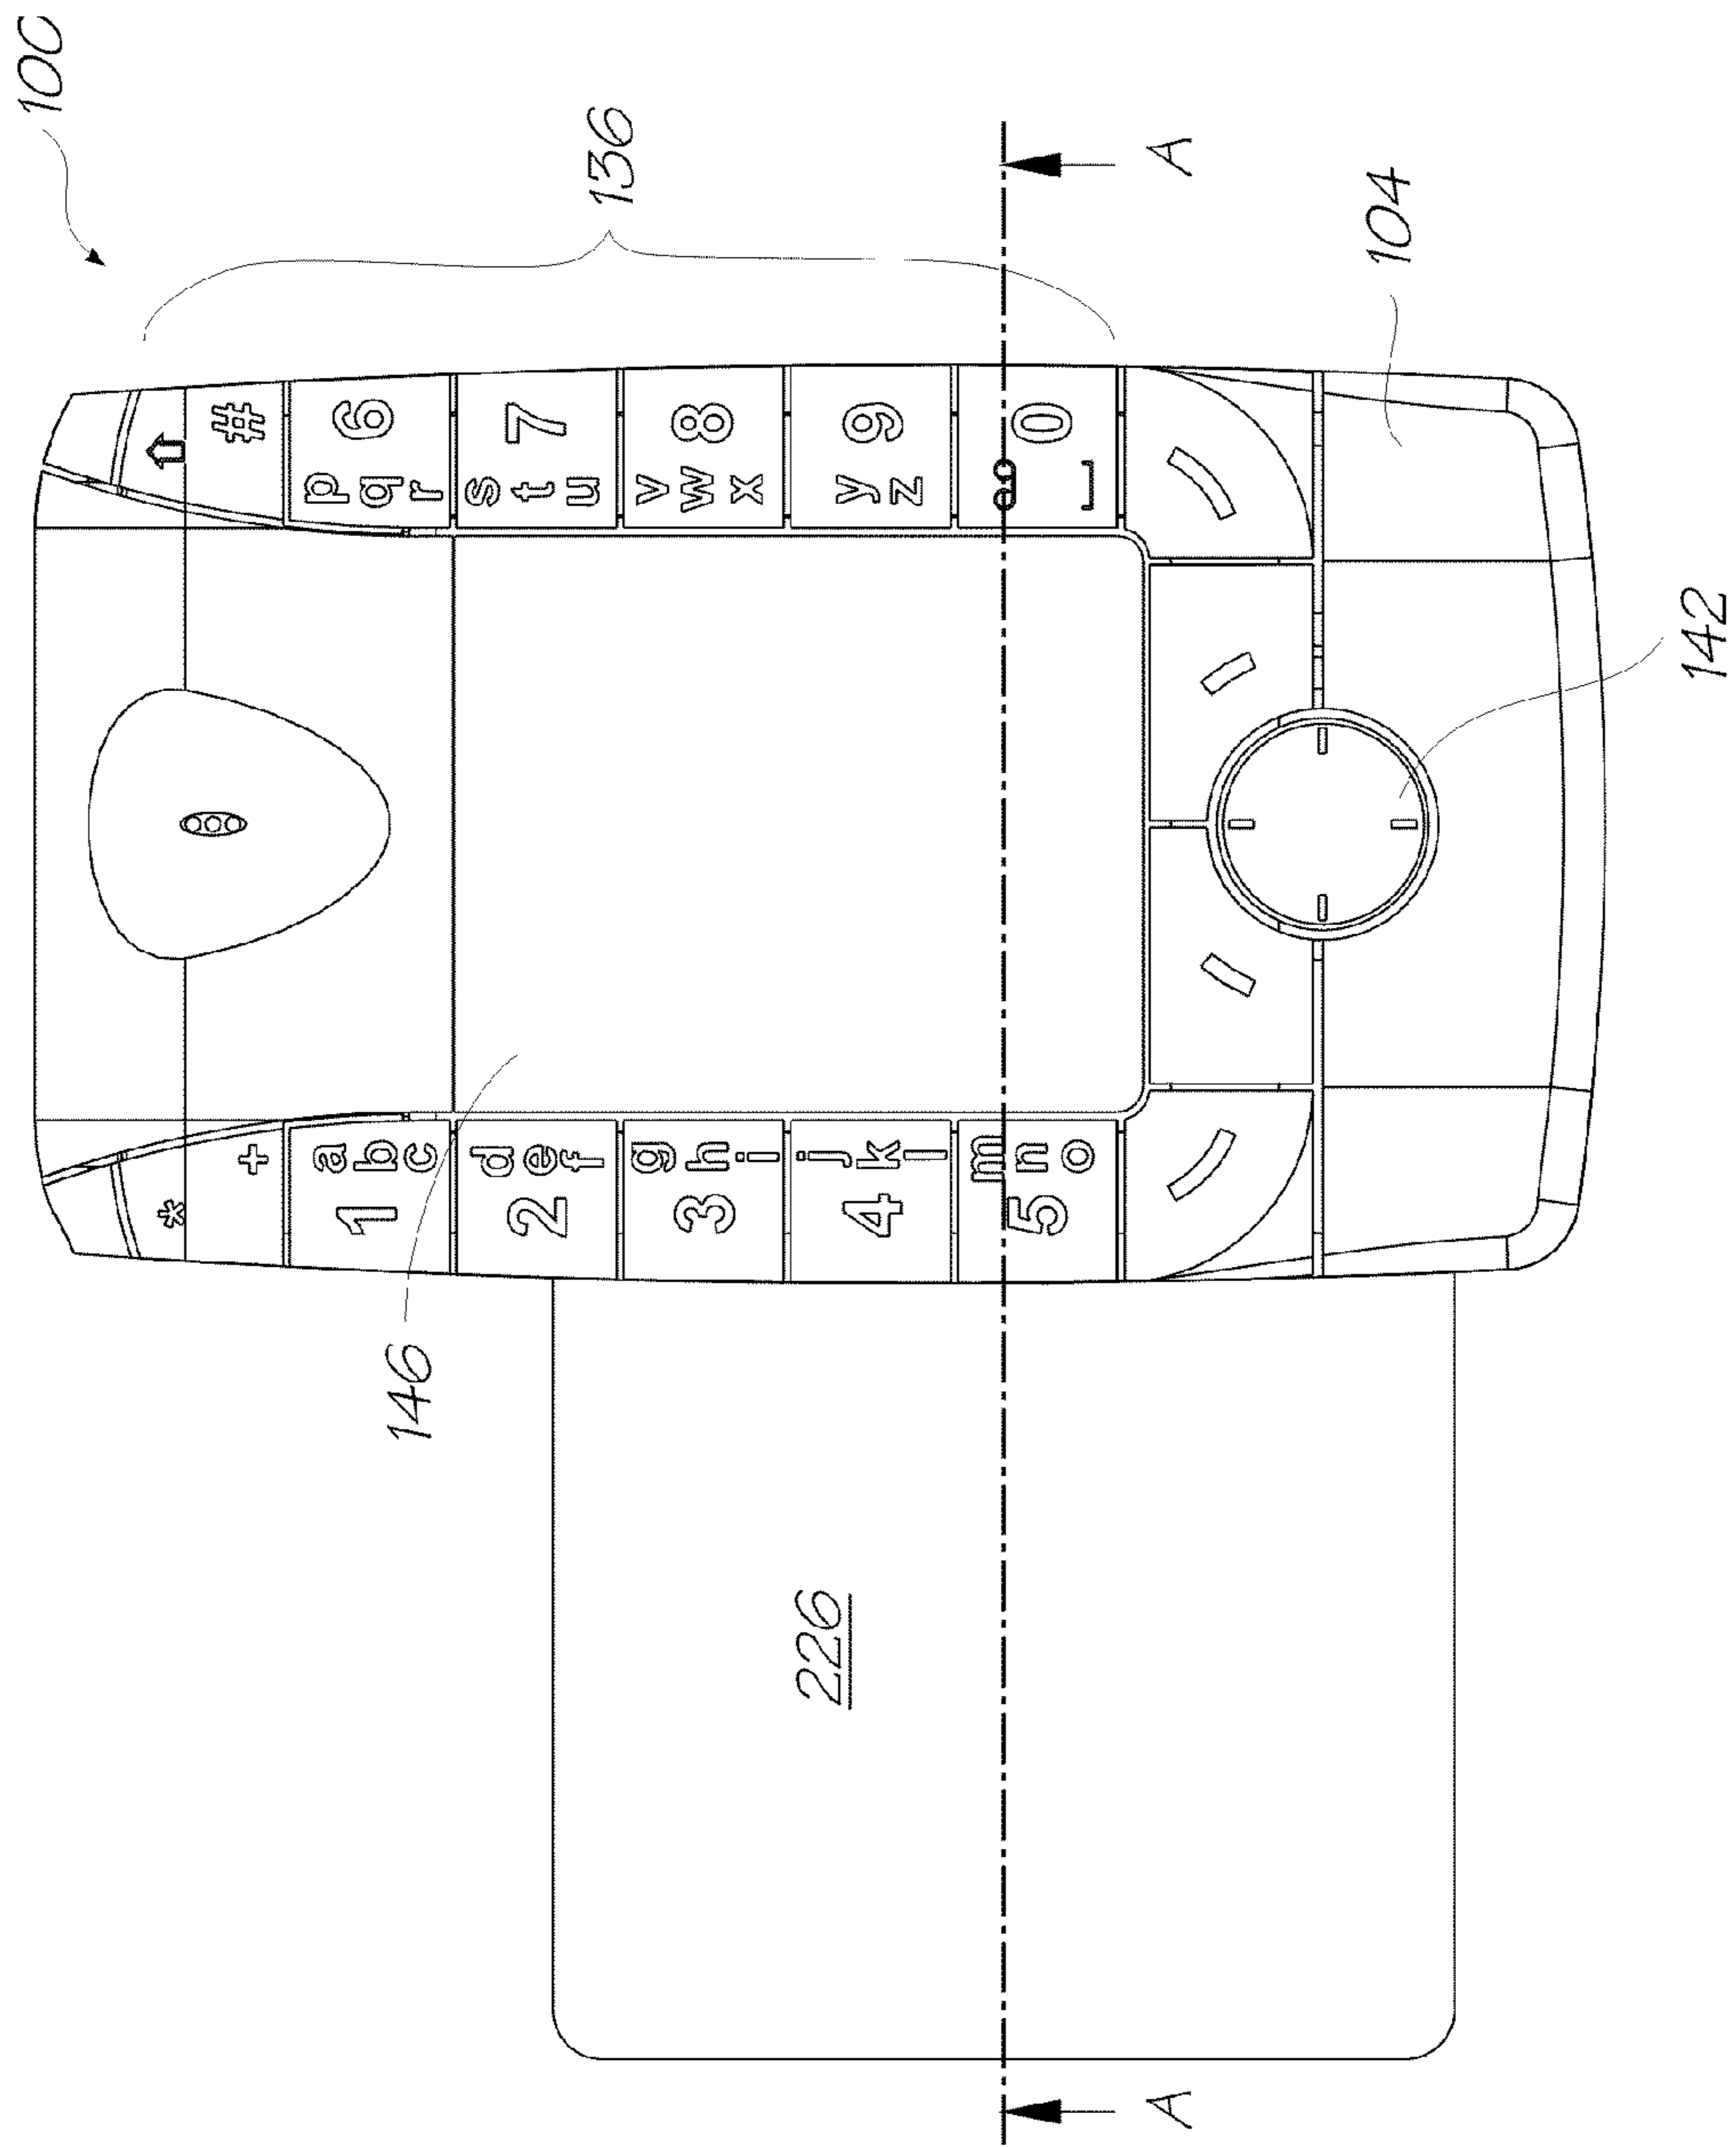 100
136
A
104
142
146
226
A
# 
p q r 6
s t u 7
v w x 8
y z 9
0
*
+
1 a b c
2 d e f
3 g h i
4 j k l
5 m n o